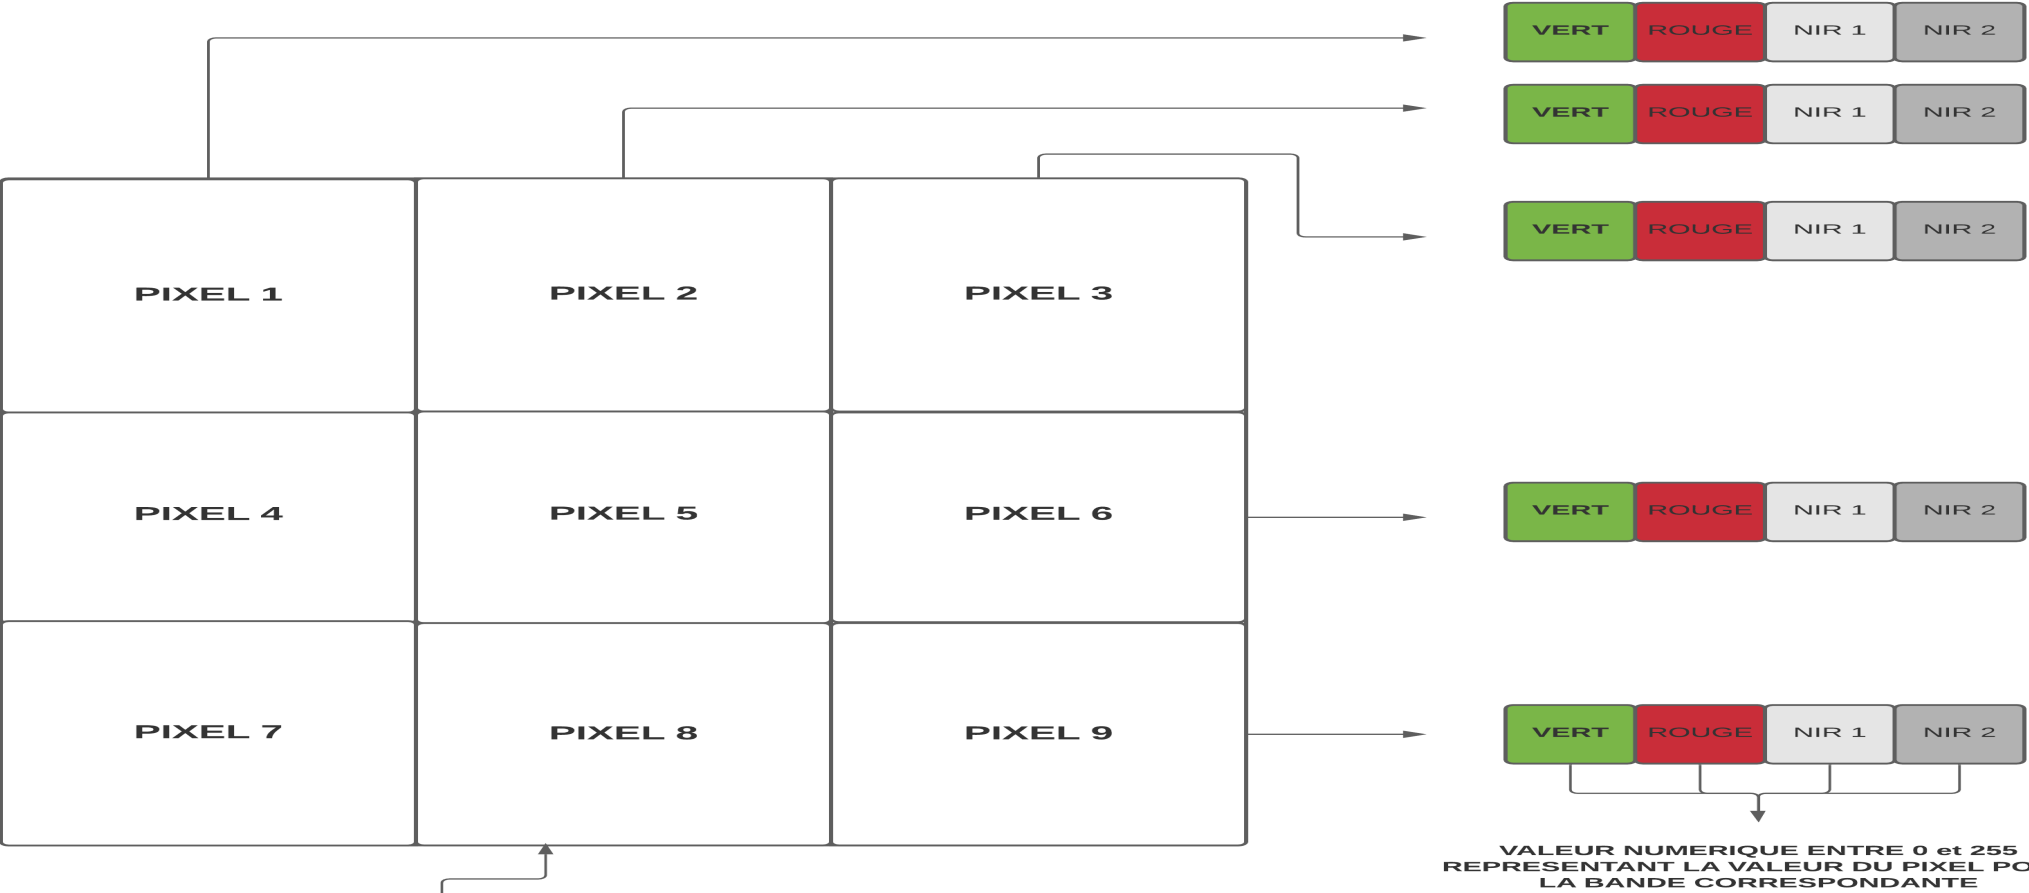 VERT ROUGE NIR 1 NIR 2
VERT ROUGE NIR 1 NIR 2
VERT ROUGE NIR 1 NIR 2
PIXEL 1 PIXEL 2 PIXEL 3
VERT ROUGE NIR 1 NIR 2
PIXEL 4 PIXEL 5 PIXEL 6
PIXEL 7 PIXEL 8 PIXEL 9
VERT ROUGE NIR 1 NIR 2
VALEUR NUMERIQUE ENTRE 0 et 255
REPRESENTANT LA VALEUR DU PIXEL
LA BANDE CORRESPONDANTE